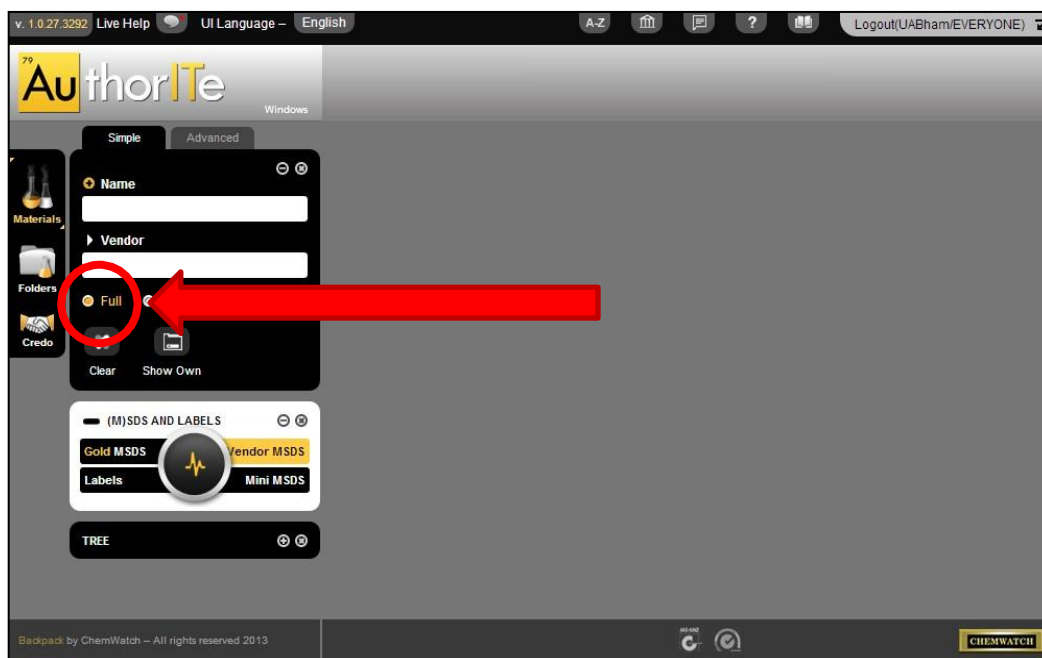 v. 1.0.27.3292 Live Help UI Language – English A-Z ? Logout(UABham/EVERYONE)
79
AuthorITe
Windows
Simple Advanced
Name
Materials
Vendor
Folders
Full
Credo
Clear Show Own
(M)SDS AND LABELS
Gold MSDS Vendor MSDS
Labels Mini MSDS
TREE
Backpack by ChemWatch – All rights reserved 2013 CHEMWATCH